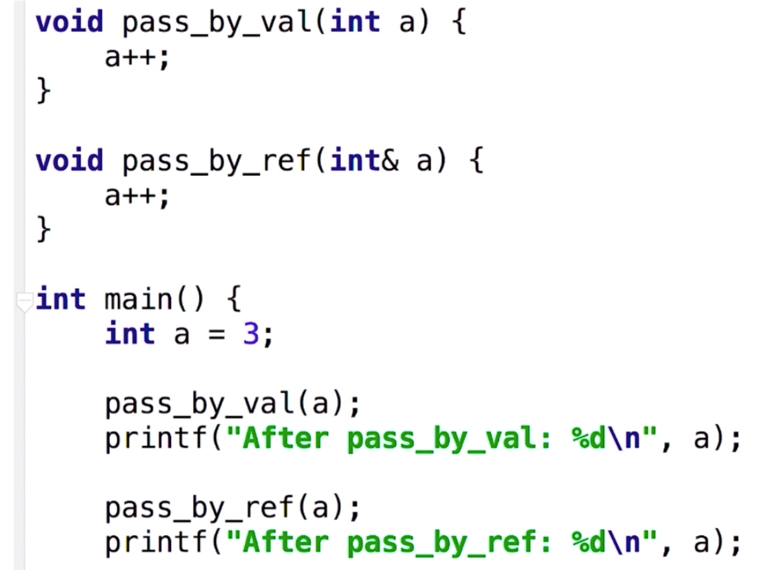 void pass_by_val(int a) {
    a++;
}

void pass_by_ref(int& a) {
    a++;
}

int main() {
    int a = 3;

    pass_by_val(a);
    printf("After pass_by_val: %d\n", a);

    pass_by_ref(a);
    printf("After pass_by_ref: %d\n", a);